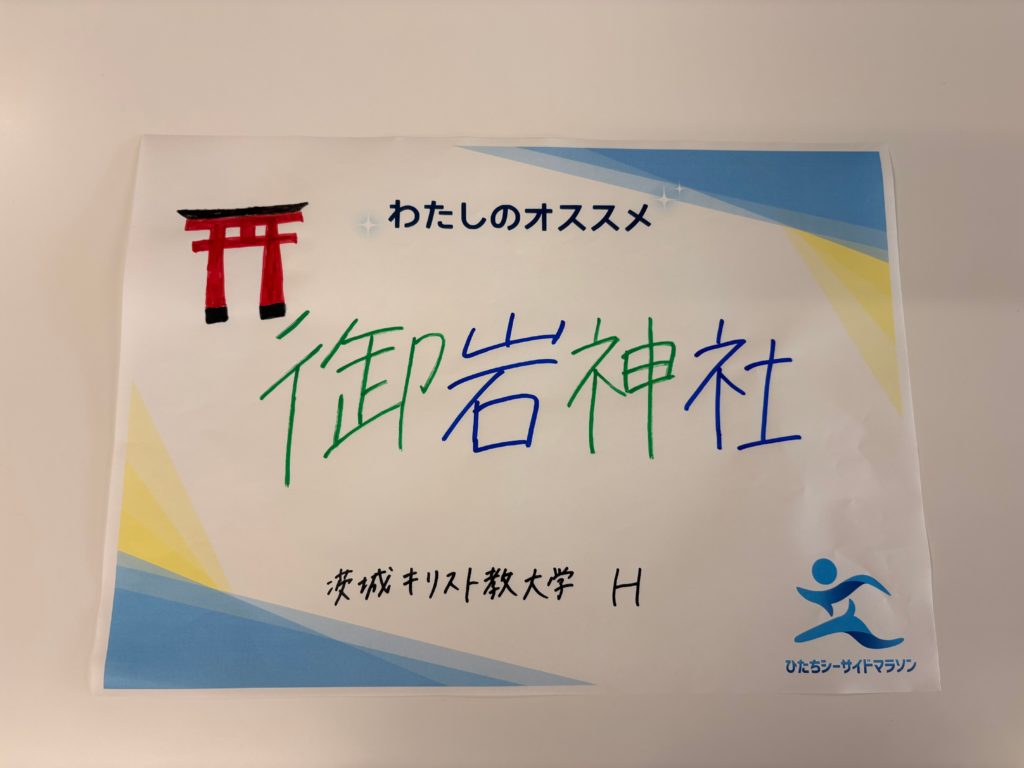 わたしのオススメ
御岩神社
茨城キリスト教大学 H
ひたちシーサイドマラソン